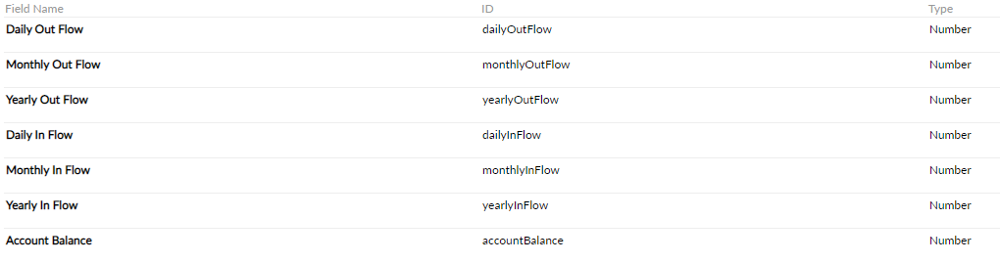 Field Name ID Type
Daily Out Flow dailyOutFlow Number
Monthly Out Flow monthlyOutFlow Number
Yearly Out Flow yearlyOutFlow Number
Daily In Flow dailyInFlow Number
Monthly In Flow monthlyInFlow Number
Yearly In Flow yearlyInFlow Number
Account Balance accountBalance Number